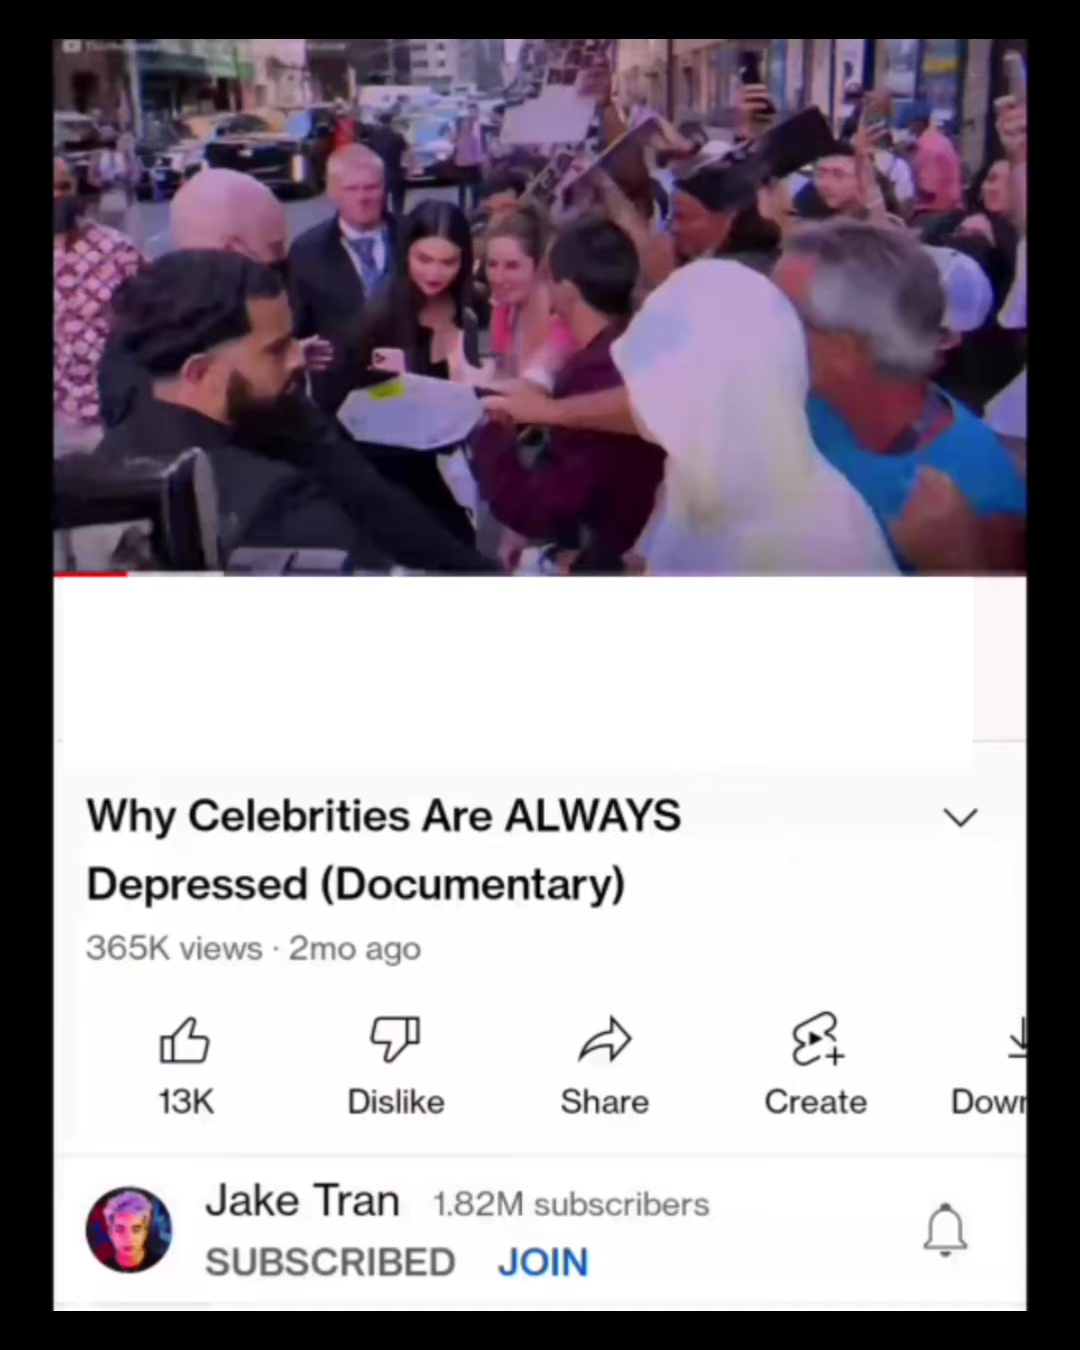 Why Celebrities Are ALWAYS
Depressed (Documentary)
365K views · 2mo ago
13K
Dislike
Share
Create
Down
Jake Tran 1.82M subscribers
SUBSCRIBED JOIN